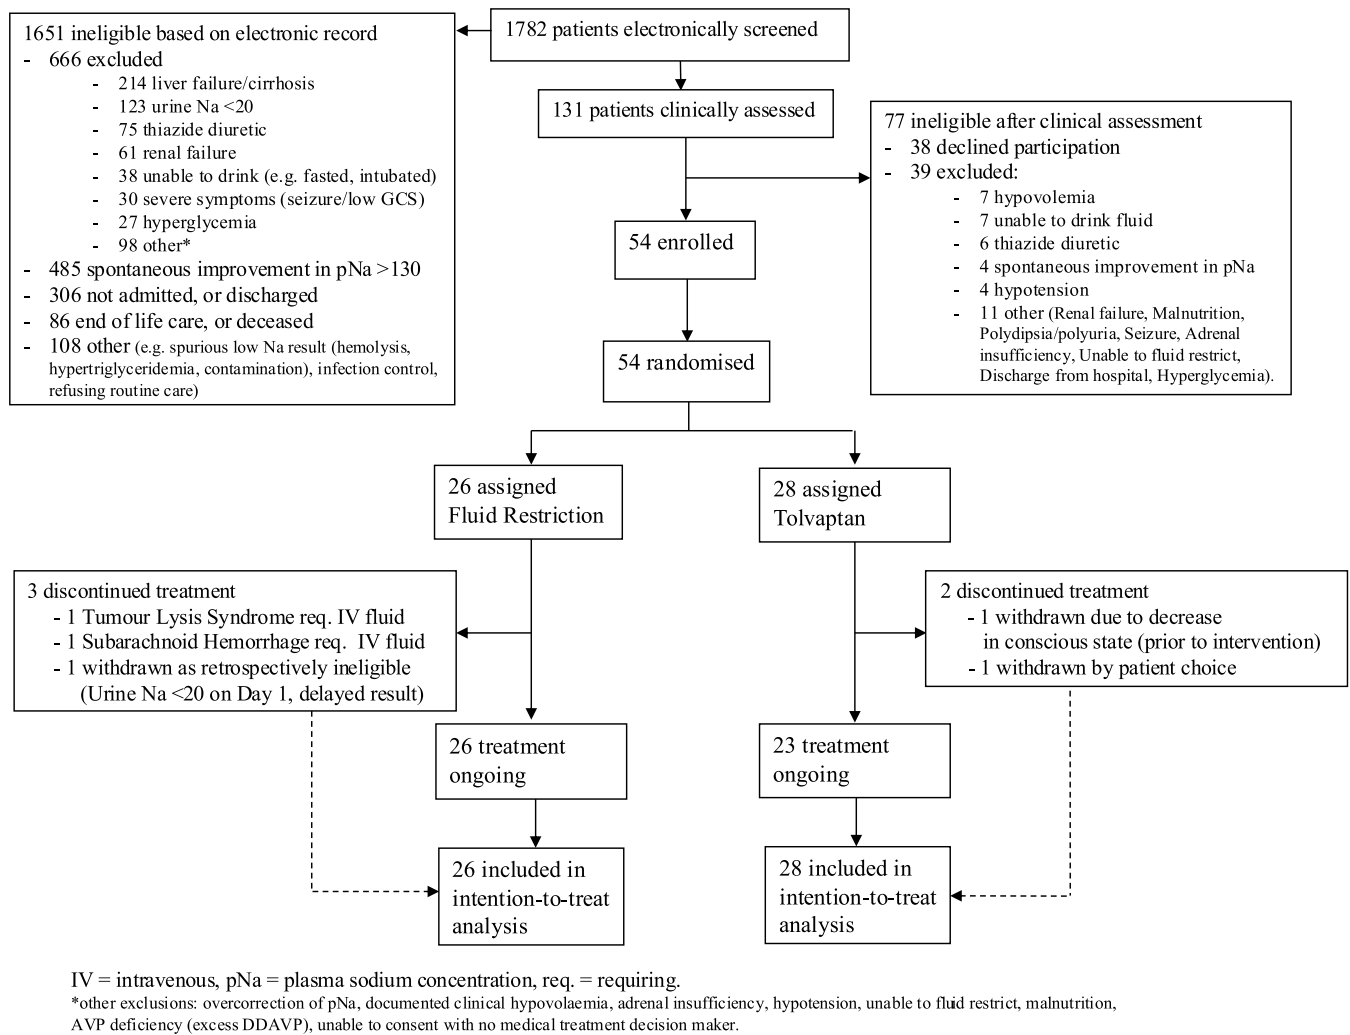 1782 patients electronically screened
1651 ineligible based on electronic record
- 666 excluded
- 214 liver failure/cirrhosis
- 123 urine Na <20
- 75 thiazide diuretic
- 61 renal failure
- 38 unable to drink (e.g. fasted, intubated)
- 30 severe symptoms (seizure/low GCS)
- 27 hyperglycemia
- 98 other*
- 485 spontaneous improvement in pNa >130
- 306 not admitted, or discharged
- 86 end of life care, or deceased
- 108 other (e.g. spurious low Na result (hemolysis,
hypertriglyceridemia, contamination), infection control,
refusing routine care)
131 patients clinically assessed
77 ineligible after clinical assessment
- 38 declined participation
- 39 excluded:
- 7 hypovolemia
- 7 unable to drink fluid
- 6 thiazide diuretic
- 4 spontaneous improvement in pNa
- 4 hypotension
- 11 other (Renal failure, Malnutrition,
Polydipsia/polyuria, Seizure, Adrenal
insufficiency, Unable to fluid restrict,
Discharge from hospital, Hyperglycemia).
54 enrolled
54 randomised
26 assigned
Fluid Restriction
28 assigned
Tolvaptan
3 discontinued treatment
- 1 Tumour Lysis Syndrome req. IV fluid
- 1 Subarachnoid Hemorrhage req. IV fluid
- 1 withdrawn as retrospectively ineligible
(Urine Na <20 on Day 1, delayed result)
2 discontinued treatment
- 1 withdrawn due to decrease
in conscious state (prior to intervention)
- 1 withdrawn by patient choice
26 treatment
ongoing
23 treatment
ongoing
26 included in
intention-to-treat
analysis
28 included in
intention-to-treat
analysis
IV = intravenous, pNa = plasma sodium concentration, req. = requiring.
*other exclusions: overcorrection of pNa, documented clinical hypovolaemia, adrenal insufficiency, hypotension, unable to fluid restrict, malnutrition,
AVP deficiency (excess DDAVP), unable to consent with no medical treatment decision maker.